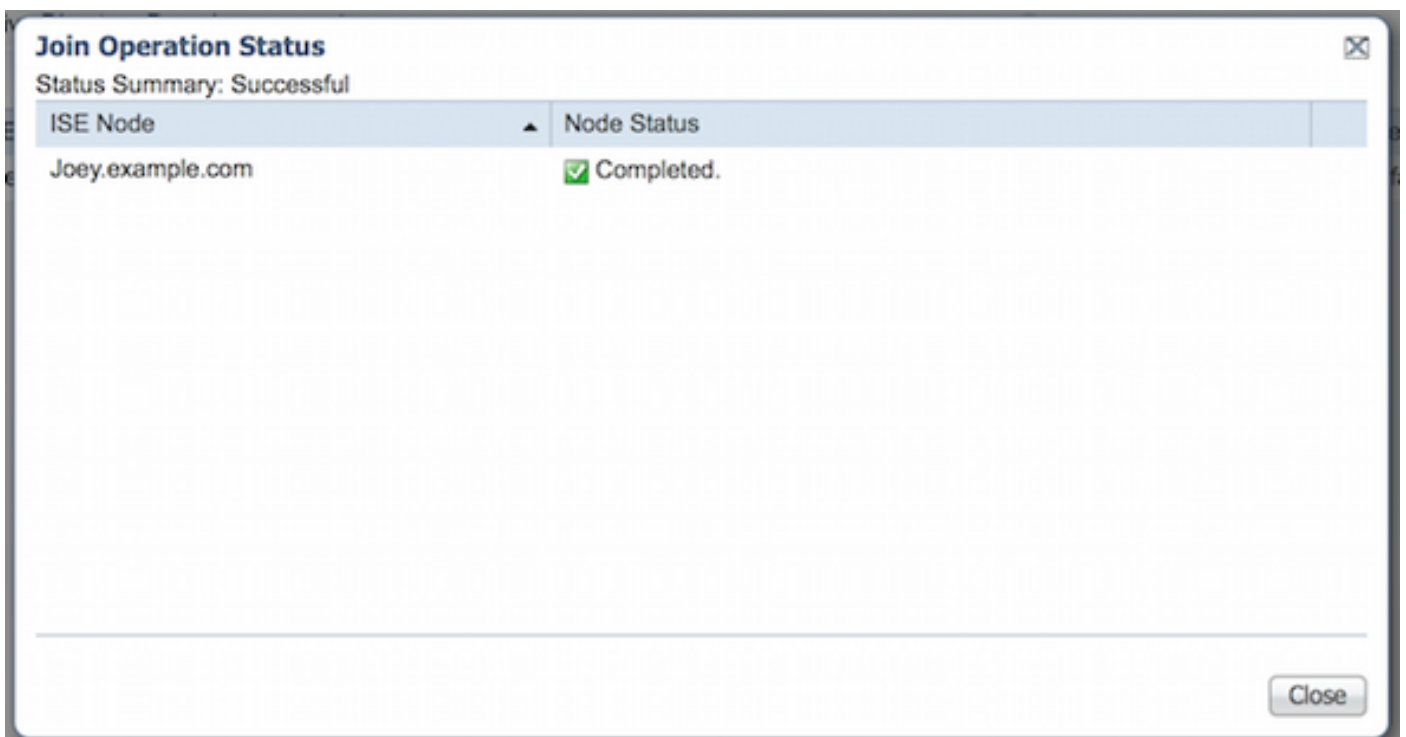 Join Operation Status
Status Summary: Successful
ISE Node Node Status
Joey.example.com Completed.
Close